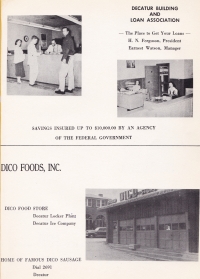 DECATUR BUILDING
AND
LOAN ASSOCIATION
— The Place to Get Your Loans —
H. N. Ferguson, President
Earnest Watson, Manager
SAVINGS INSURED UP TO $10,000.00 BY AN AGENCY
OF THE FEDERAL GOVERNMENT
DICO FOODS, INC.
DICO FOOD STORE
Decatur Locker Plant
Decatur Ice Company
HOME OF FAMOUS DICO SAUSAGE
Dial 2691
Decatur